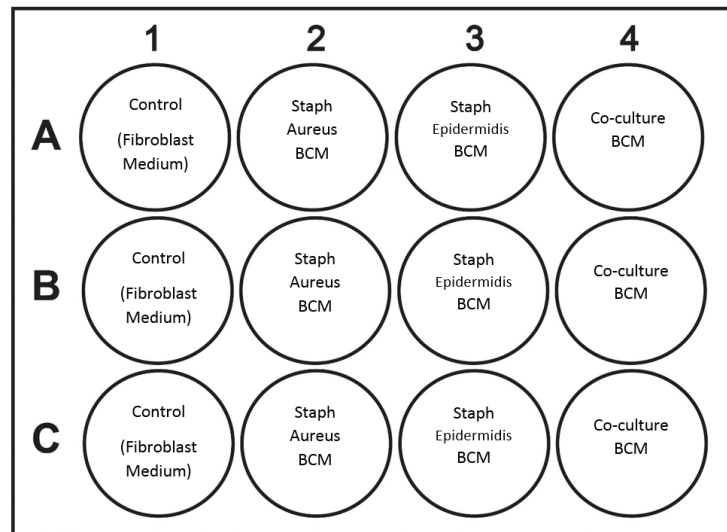 1 2 3 4
A
Control
(Fibroblast
Medium)
Staph
Aureus
BCM
Staph
Epidermidis
BCM
Co-culture
BCM
B
Control
(Fibroblast
Medium)
Staph
Aureus
BCM
Staph
Epidermidis
BCM
Co-culture
BCM
C
Control
(Fibroblast
Medium)
Staph
Aureus
BCM
Staph
Epidermidis
BCM
Co-culture
BCM